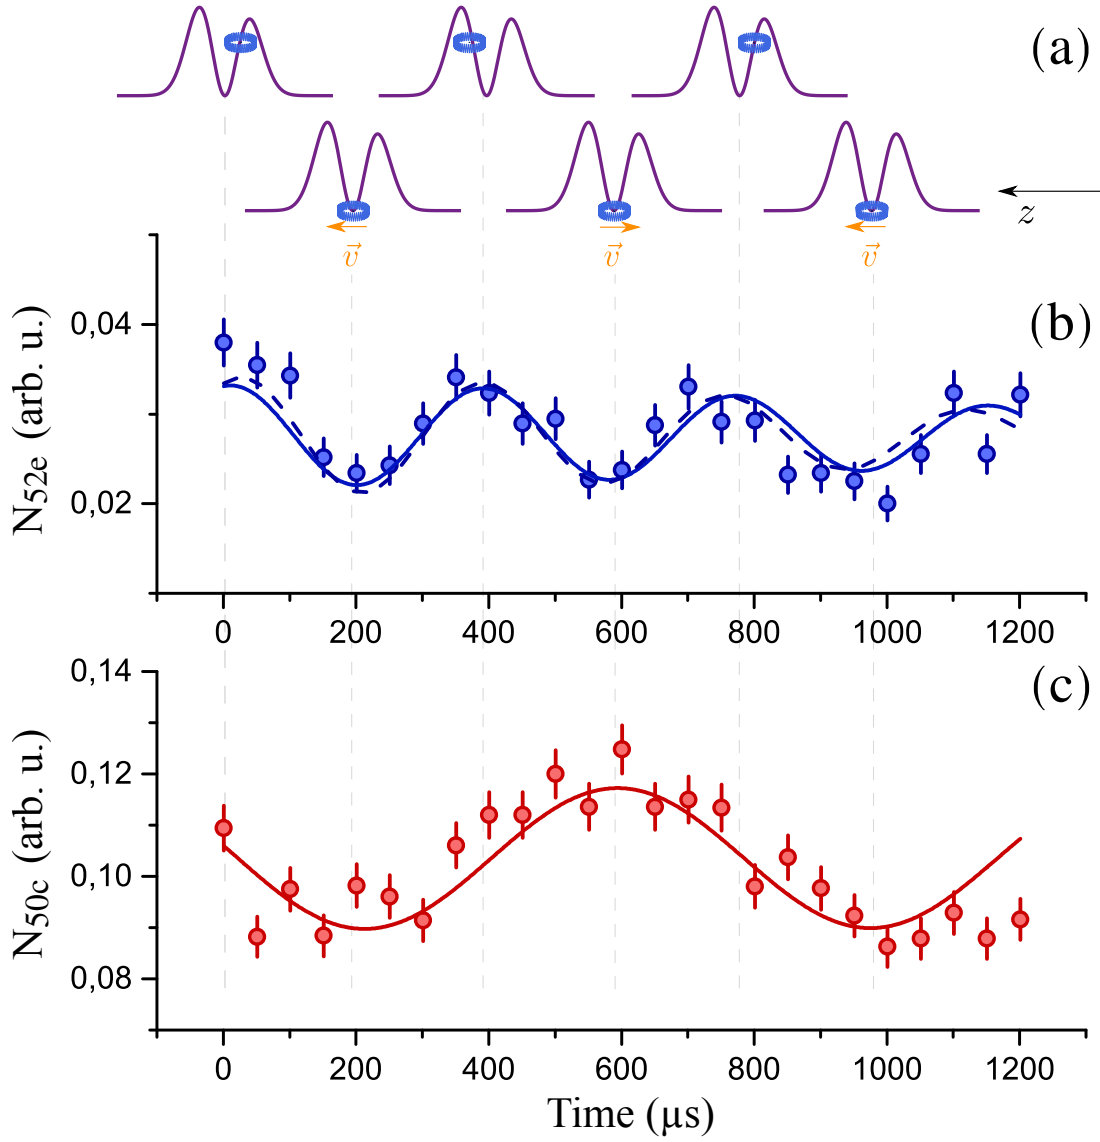 (a)
z
v⃗ v⃗ v⃗
(b)
N₅₂ₑ (arb. u.)
0,04
0,02
0 200 400 600 800 1000 1200
(c)
N₅₀c (arb. u.)
0,14
0,12
0,10
0,08
0 200 400 600 800 1000 1200
Time (µs)